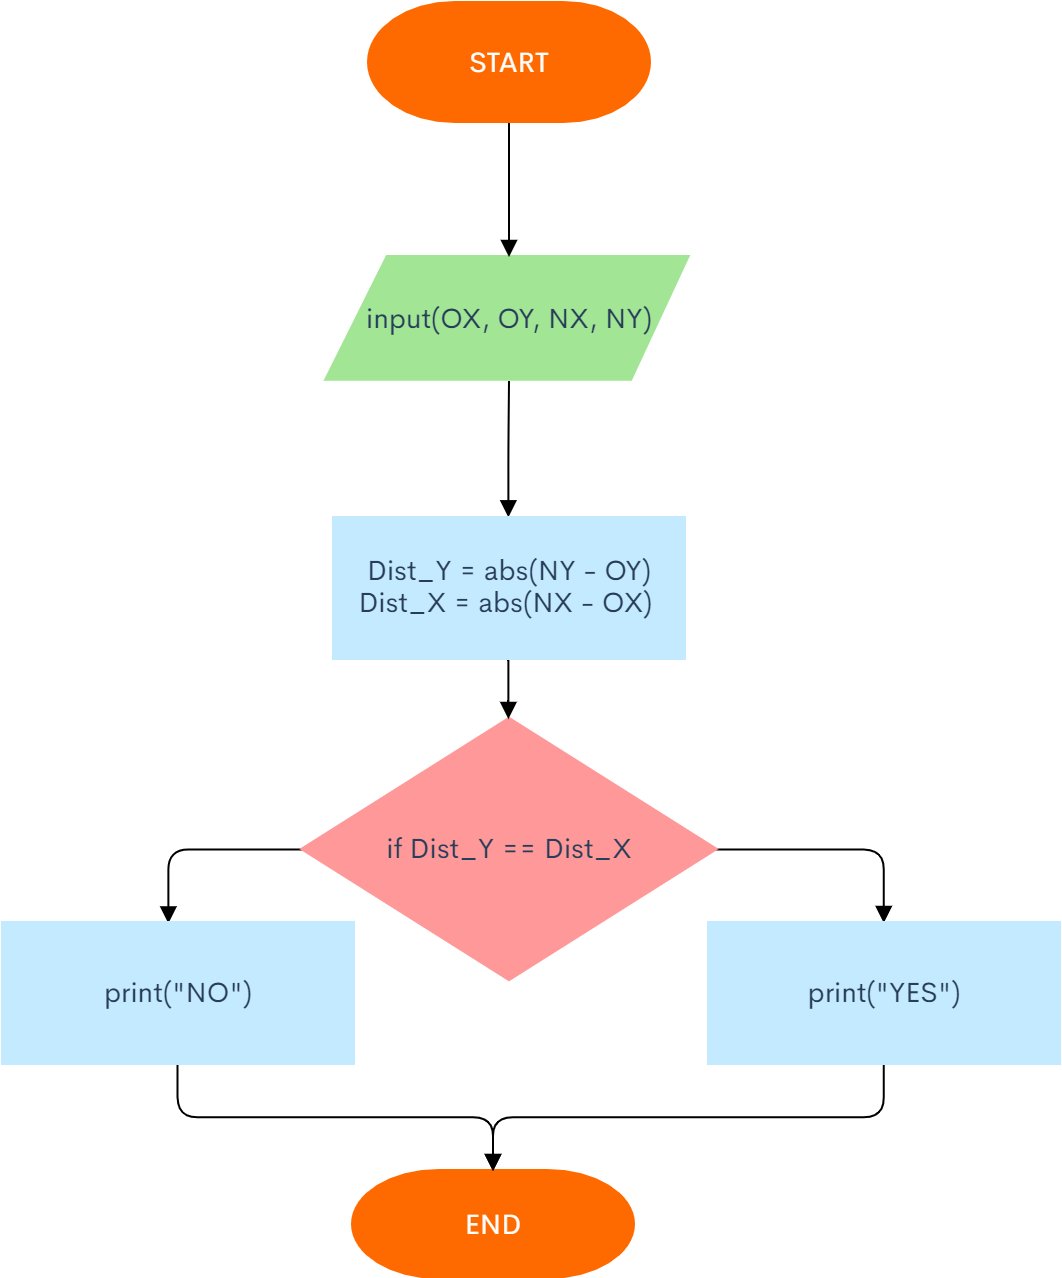 START
input(OX, OY, NX, NY)
Dist_Y = abs(NY - OY)
Dist_X = abs(NX - OX)
if Dist_Y == Dist_X
print("NO")
print("YES")
END